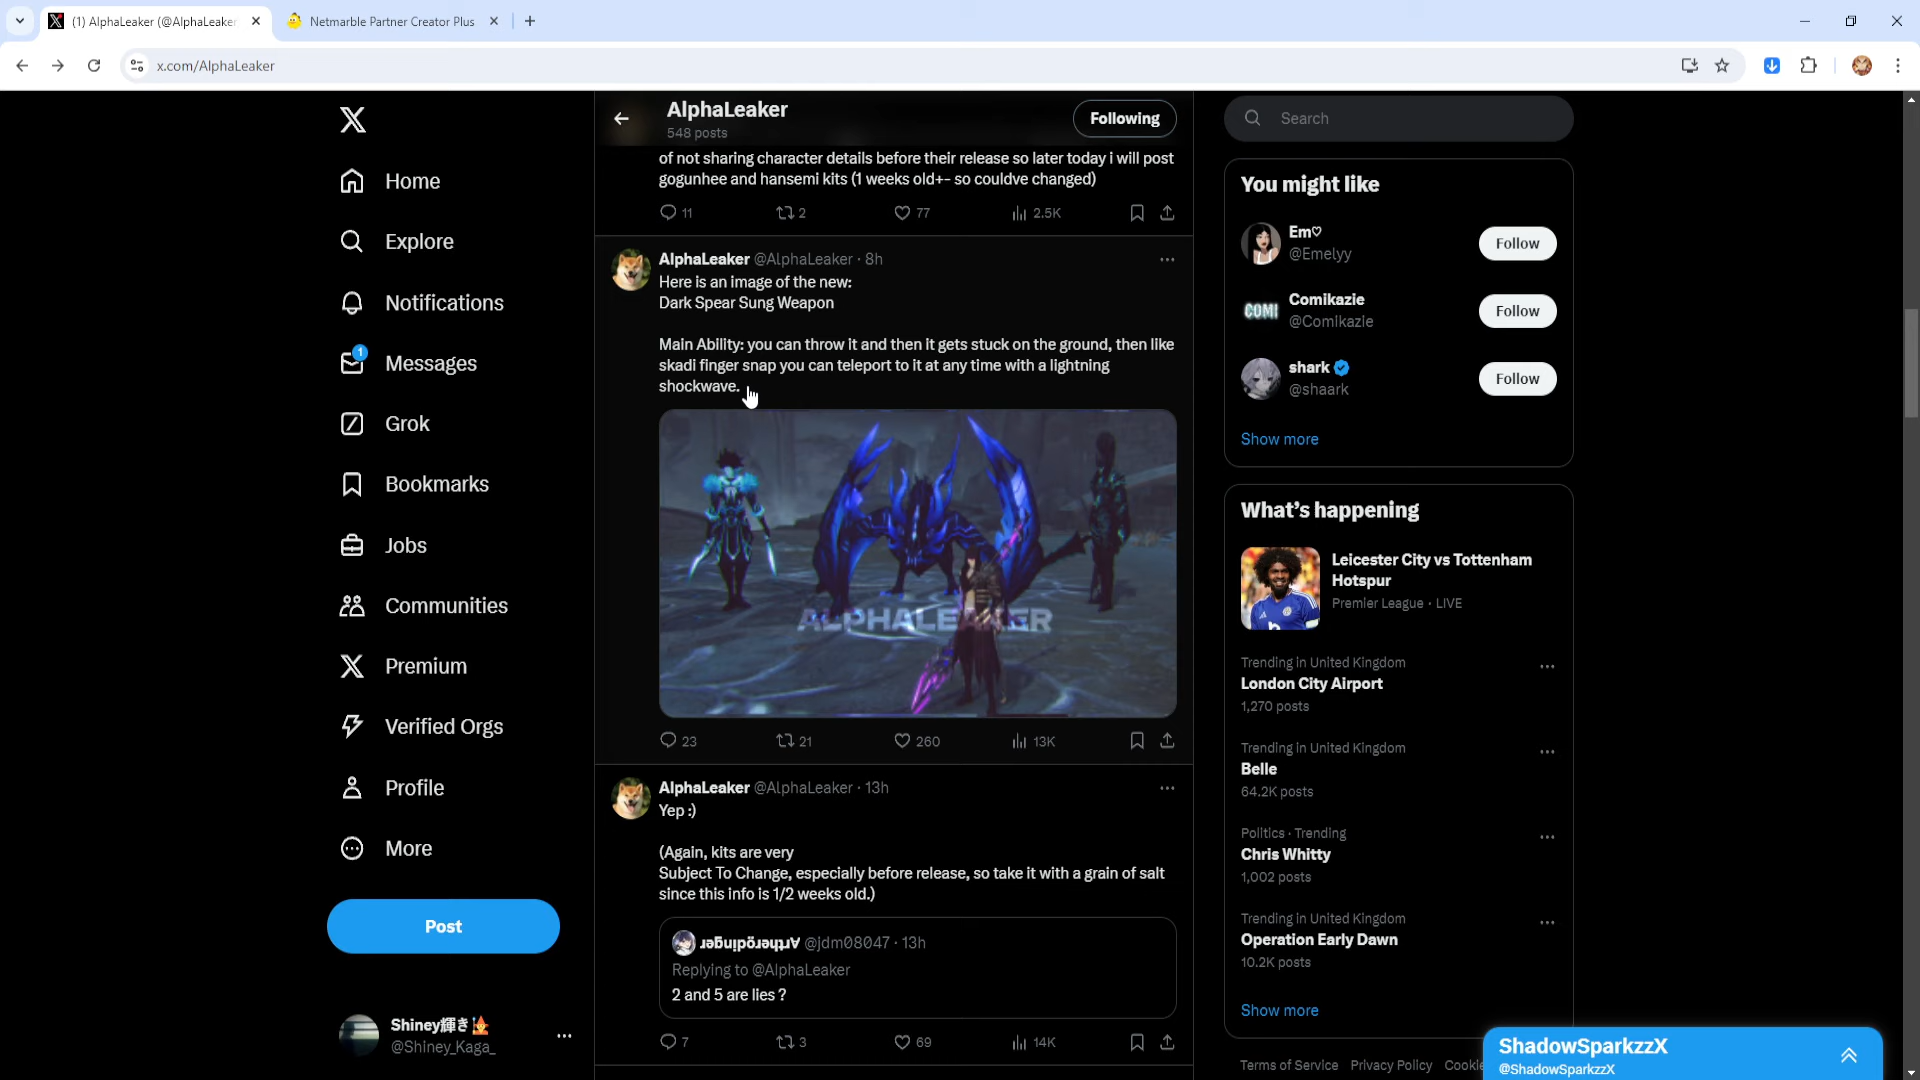 (1) AlphaLeaker (@AlphaLeaker
Netmarble Partner Creator Plus
x.com/AlphaLeaker
Home
Explore
Notifications
1
Messages
Grok
Bookmarks
Jobs
Communities
Premium
Verified Orgs
Profile
More
Post
Shiney輝き
@Shiney_Kaga_
AlphaLeaker
548 posts
Following
of not sharing character details before their release so later today i will post
gogunhee and hansemi kits (1 weeks old+- so couldve changed)
11 2 77 2.5K
AlphaLeaker @AlphaLeaker · 8h
Here is an image of the new:
Dark Spear Sung Weapon
Main Ability: you can throw it and then it gets stuck on the ground, then like
skadi finger snap you can teleport to it at any time with a lightning
shockwave.
ALPHALEAKER
23 21 260 13K
AlphaLeaker @AlphaLeaker · 13h
Yep :)
(Again, kits are very
Subject To Change, especially before release, so take it with a grain of salt
since this info is 1/2 weeks old.)
@jdm08047 · 13h
Replying to @AlphaLeaker
2 and 5 are lies ?
7 3 69 14K
Search
You might like
Em♡
@Emelyy
Follow
Comikazie
@Comikazie
Follow
COMI
shark
@shaark
Follow
Show more
What's happening
Leicester City vs Tottenham
Hotspur
Premier League · LIVE
Trending in United Kingdom
London City Airport
1,270 posts
Trending in United Kingdom
Belle
64.2K posts
Politics · Trending
Chris Whitty
1,002 posts
Trending in United Kingdom
Operation Early Dawn
10.2K posts
Show more
Terms of Service Privacy Policy Cookie
ShadowSparkzzX
@ShadowSparkzzX